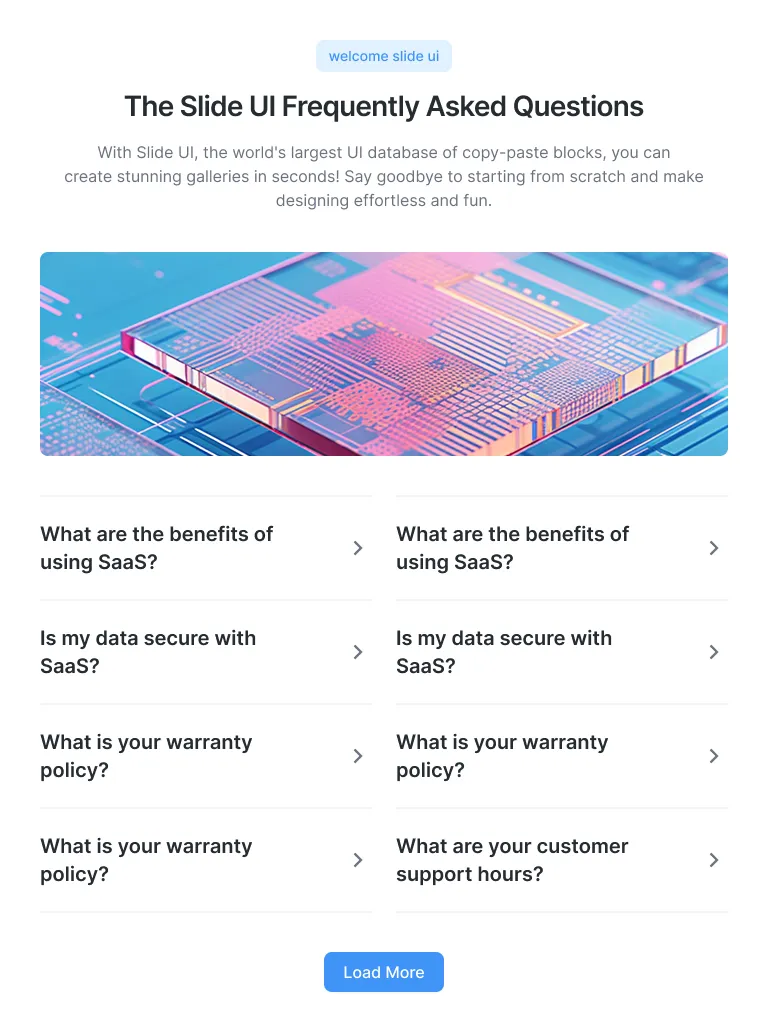 welcome slide ui
The Slide UI Frequently Asked Questions
With Slide UI, the world's largest UI database of copy-paste blocks, you can
create stunning galleries in seconds! Say goodbye to starting from scratch and make
designing effortless and fun.
What are the benefits of
using SaaS?
What are the benefits of
using SaaS?
Is my data secure with
SaaS?
Is my data secure with
SaaS?
What is your warranty
policy?
What is your warranty
policy?
What is your warranty
policy?
What are your customer
support hours?
Load More